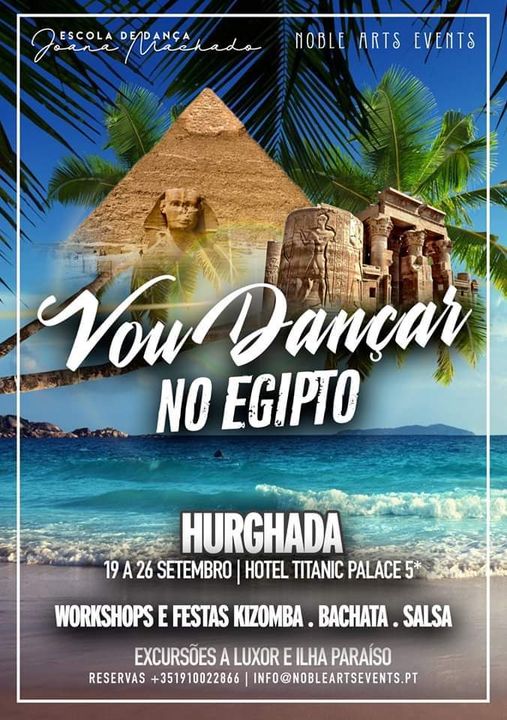 ESCOLA DE DANÇA
Joana Machado
NOBLE ARTS EVENTS
Vou Dançar
NO EGIPTO
HURGHADA
19 A 26 SETEMBRO | HOTEL TITANIC PALACE 5*
WORKSHOPS E FESTAS KIZOMBA . BACHATA . SALSA
EXCURSÕES A LUXOR E ILHA PARAÍSO
RESERVAS +351910022866 | INFO@NOBLEARTSEVENTS.PT